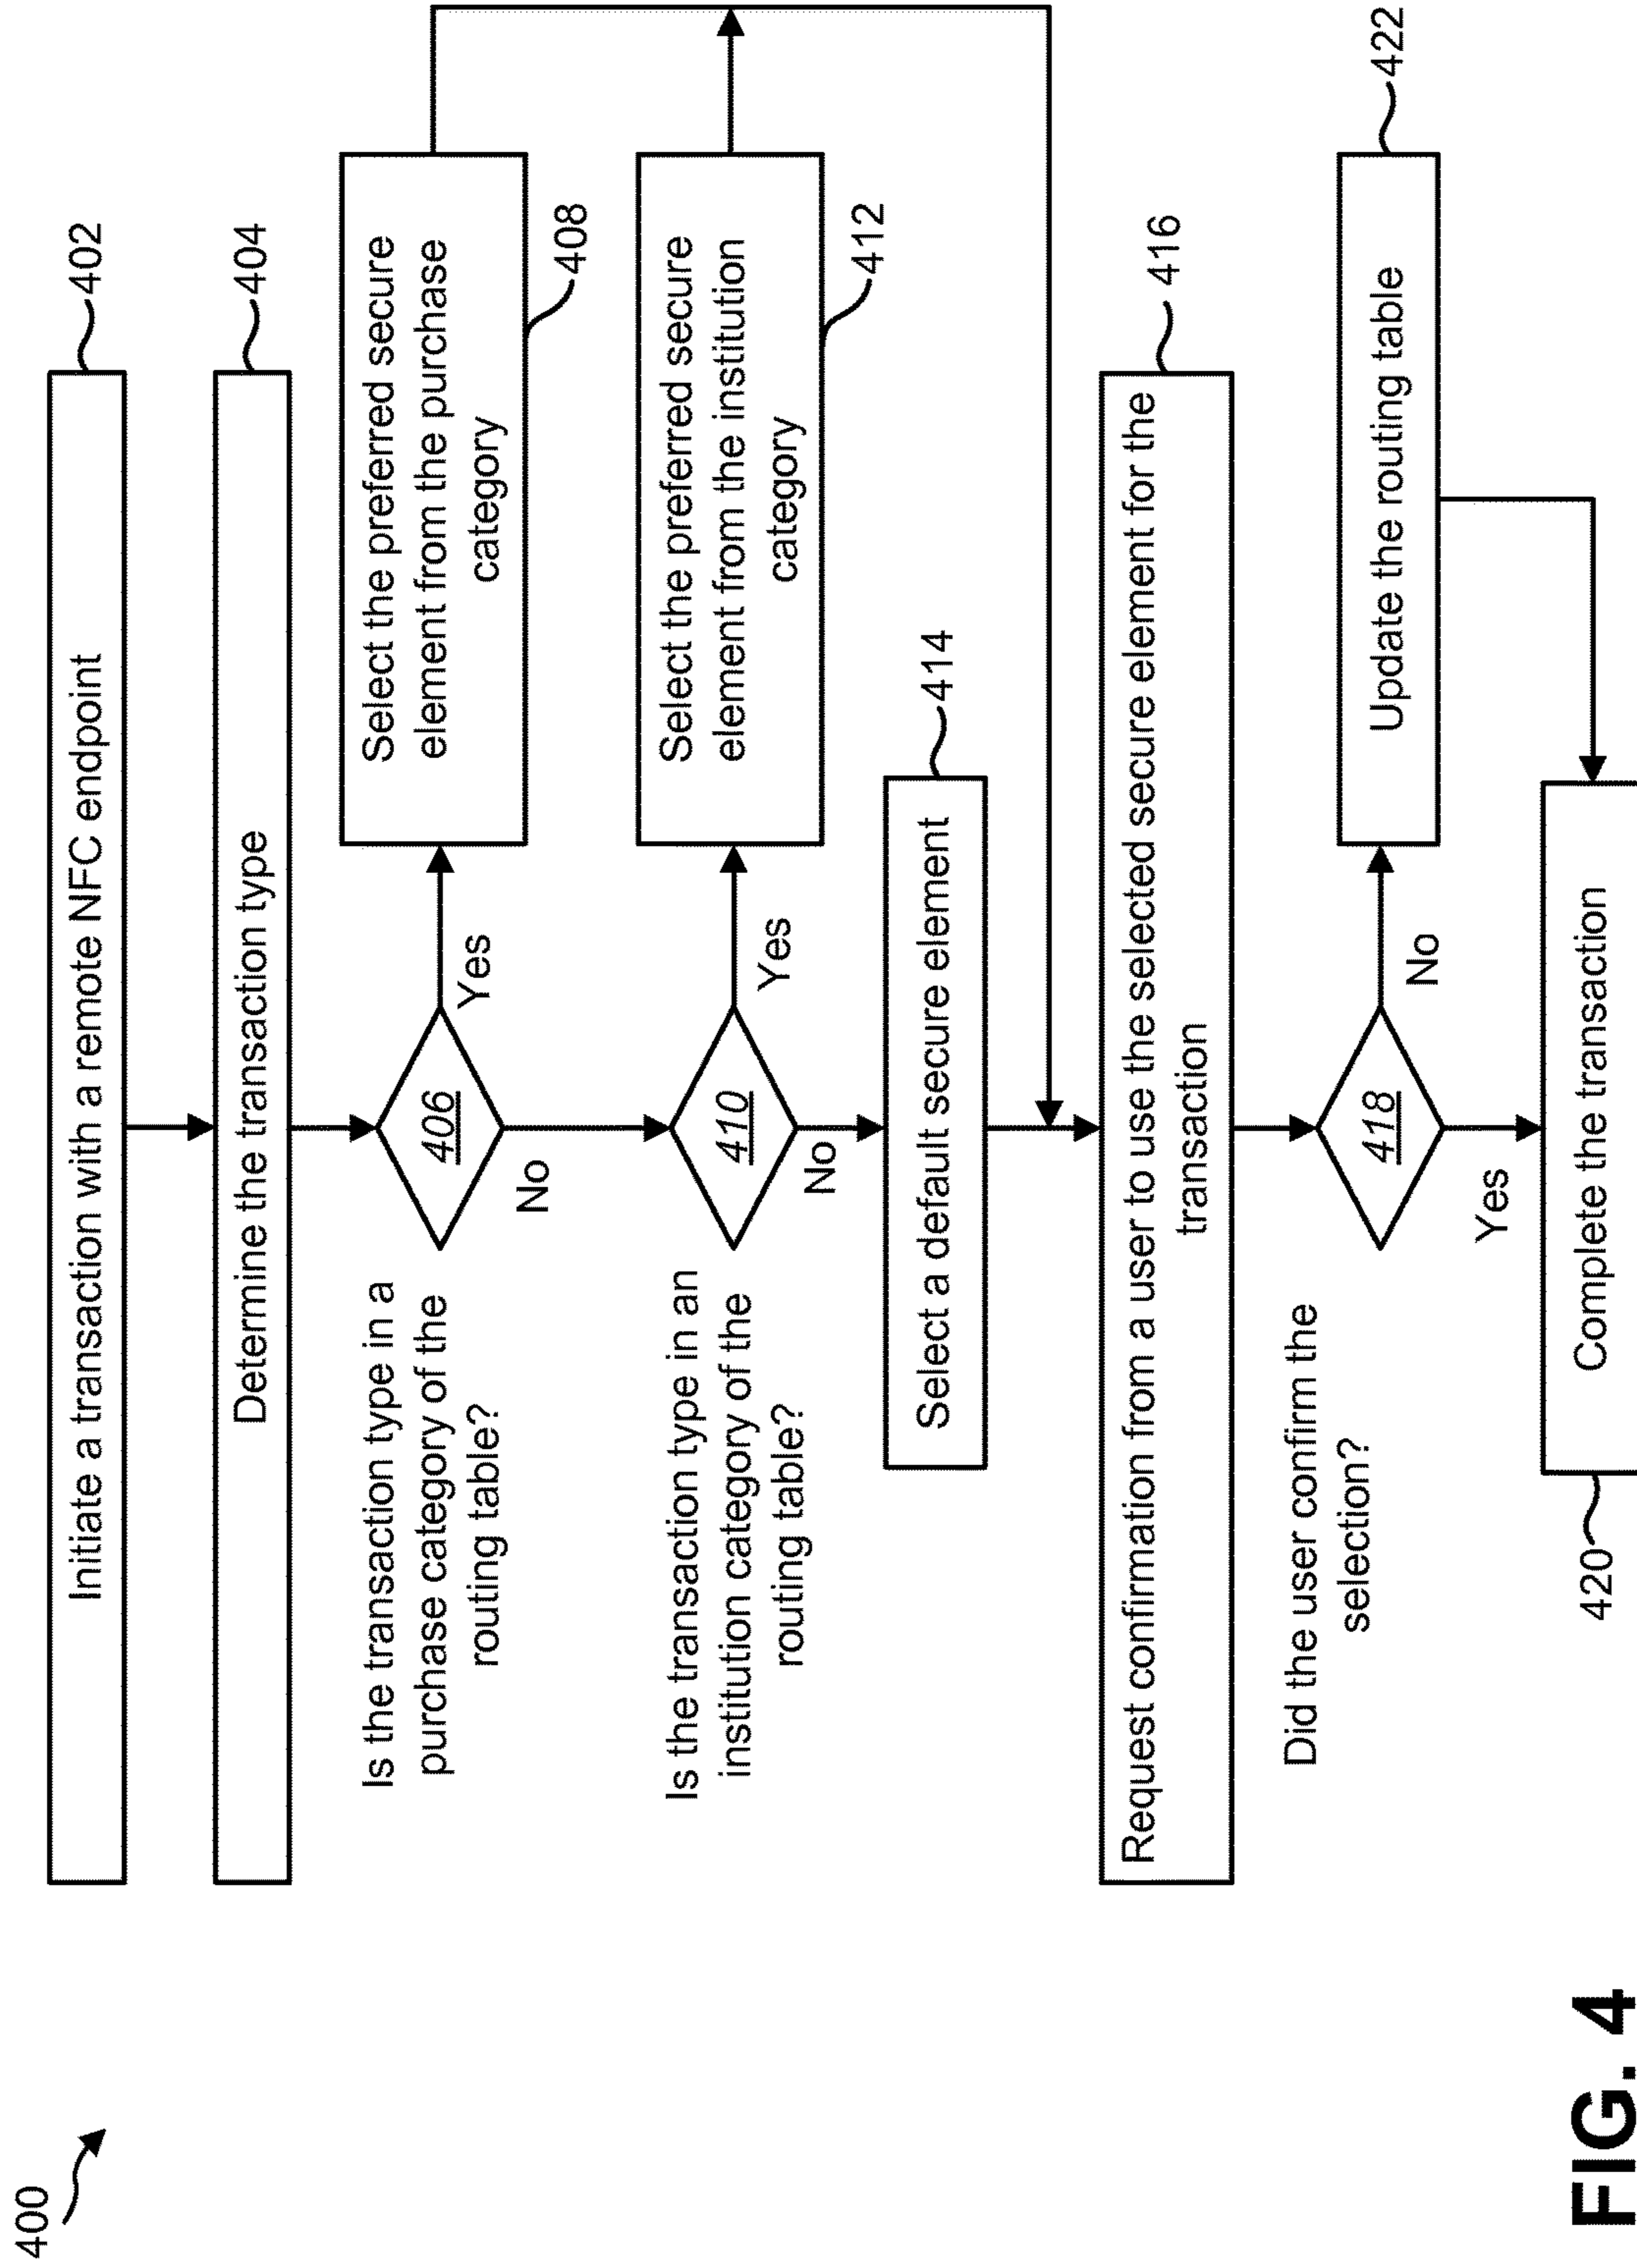 400
Initiate a transaction with a remote NFC endpoint
402
Determine the transaction type
404
Is the transaction type in a
purchase category of the
routing table?
406
Yes
No
Select the preferred secure
element from the purchase
category
408
Is the transaction type in an
institution category of the
routing table?
410
Yes
No
Select the preferred secure
element from the institution
category
412
Select a default secure element
414
Request confirmation from a user to use the selected secure element for the
transaction
416
Did the user confirm the
selection?
418
No
Yes
Update the routing table
422
Complete the transaction
420
FIG. 4